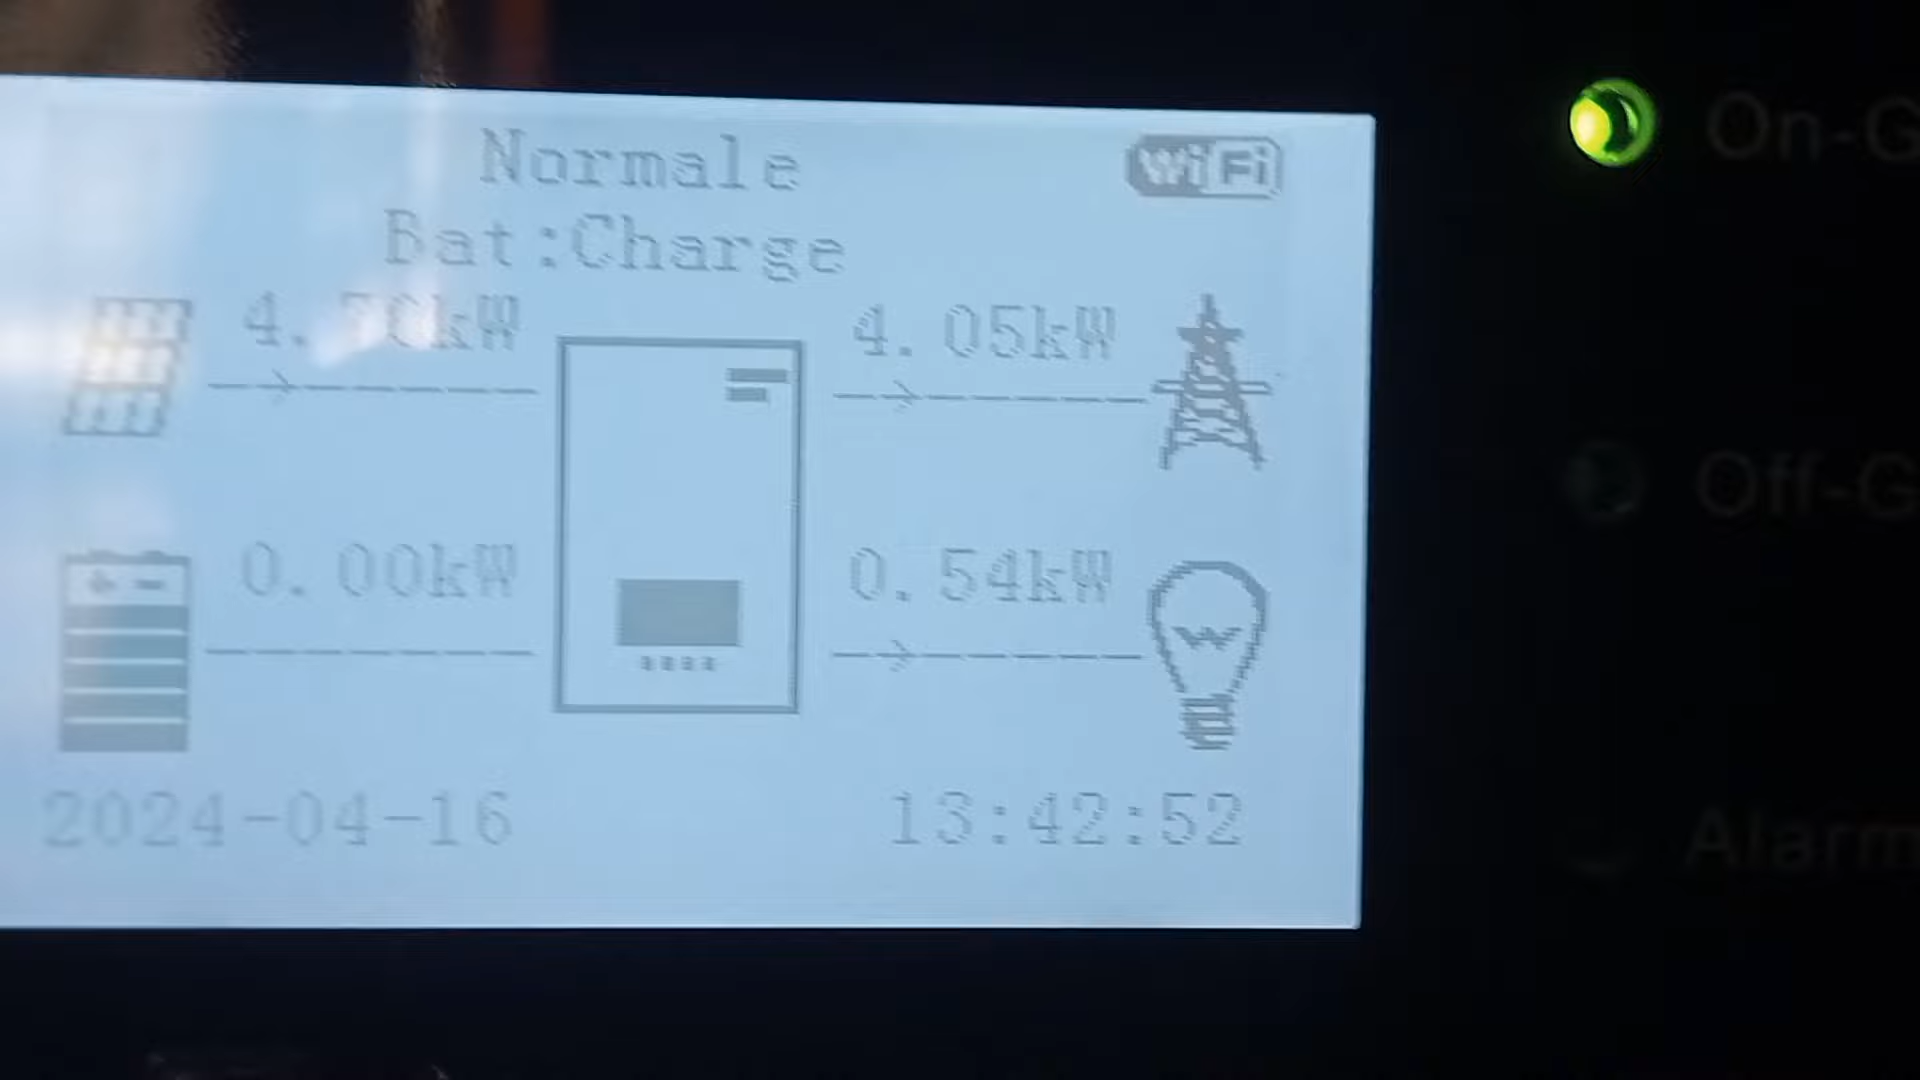 Normale
WiFi
Bat:Charge
4.70kW
4.05kW
0.00kW
0.54kW
2024-04-16
13:42:52
On-G
Off-G
Alarm